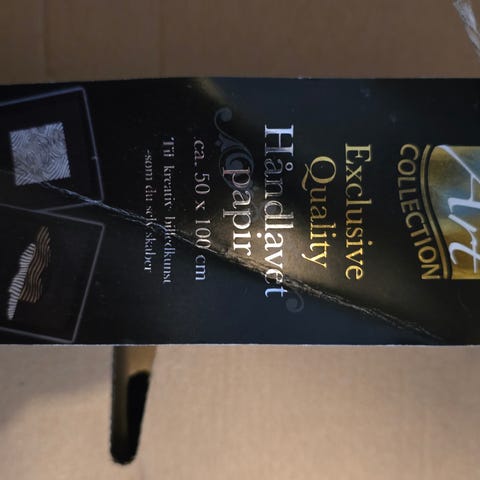 Art
COLLECTION
Exclusive
Quality
Håndlavet
papir
ca. 50 x 100 cm
Til kreativ billedkunst
-som du selv skaber